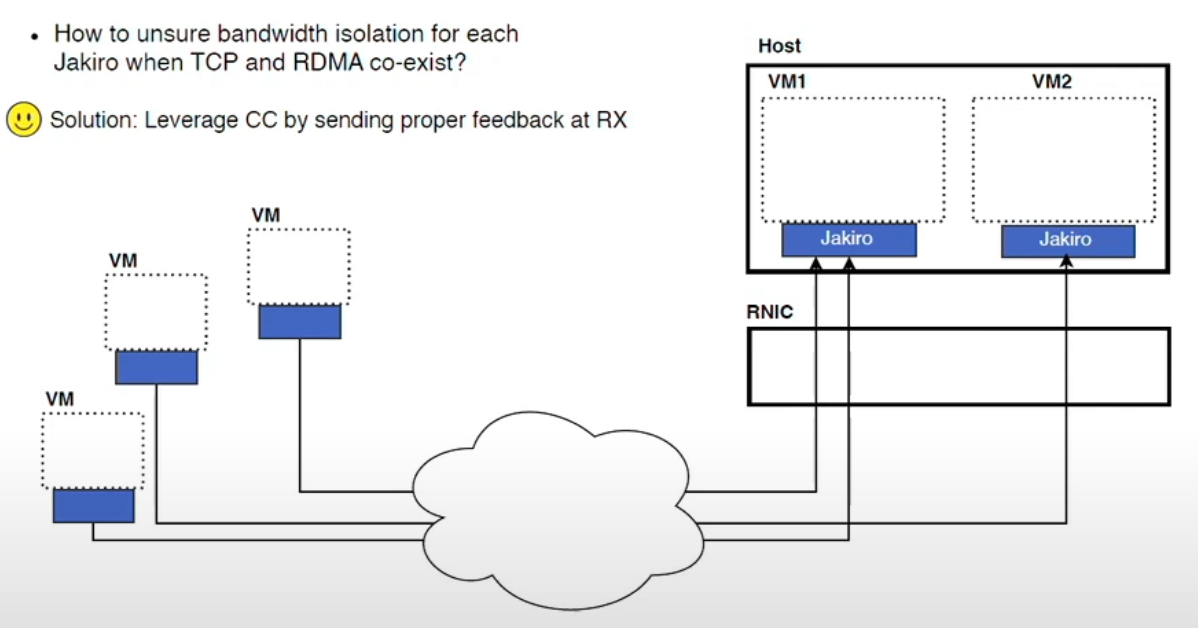 • How to unsure bandwidth isolation for each
Jakiro when TCP and RDMA co-exist?
Solution: Leverage CC by sending proper feedback at RX
Host
VM1
VM2
Jakiro
Jakiro
RNIC
VM
VM
VM